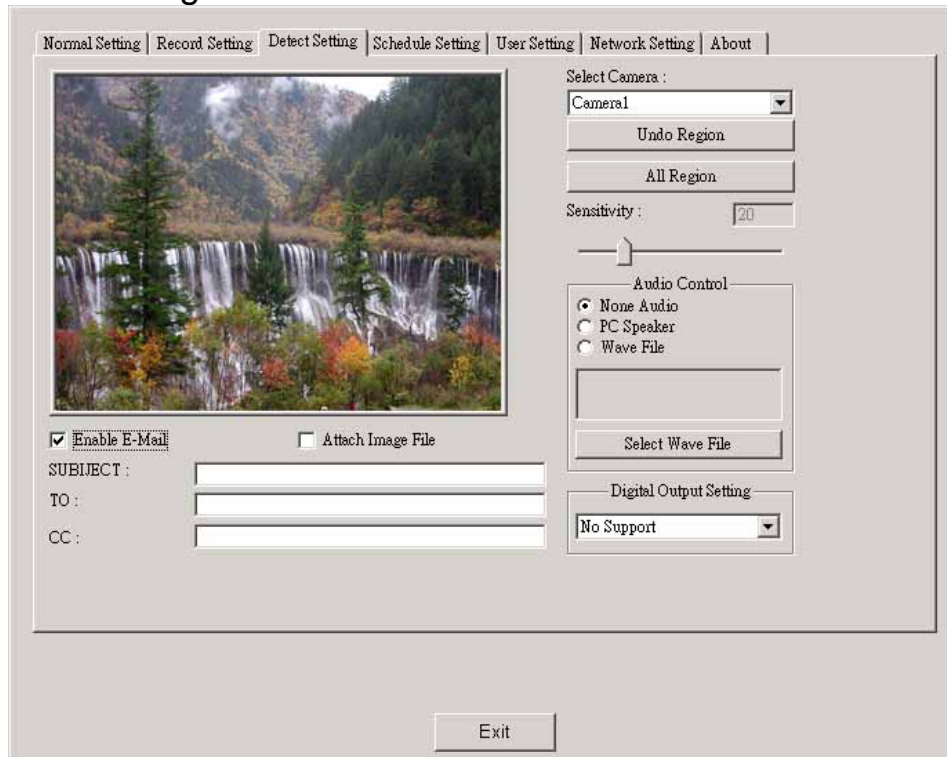 Normal Setting Record Setting Detect Setting Schedule Setting User Setting Network Setting About
Select Camera :
Camera1
Undo Region
All Region
Sensitivity :
20
Audio Control
None Audio
PC Speaker
Wave File
Select Wave File
Enable E-Mail
Attach Image File
SUBIJECT :
TO :
CC :
Digital Output Setting
No Support
Exit